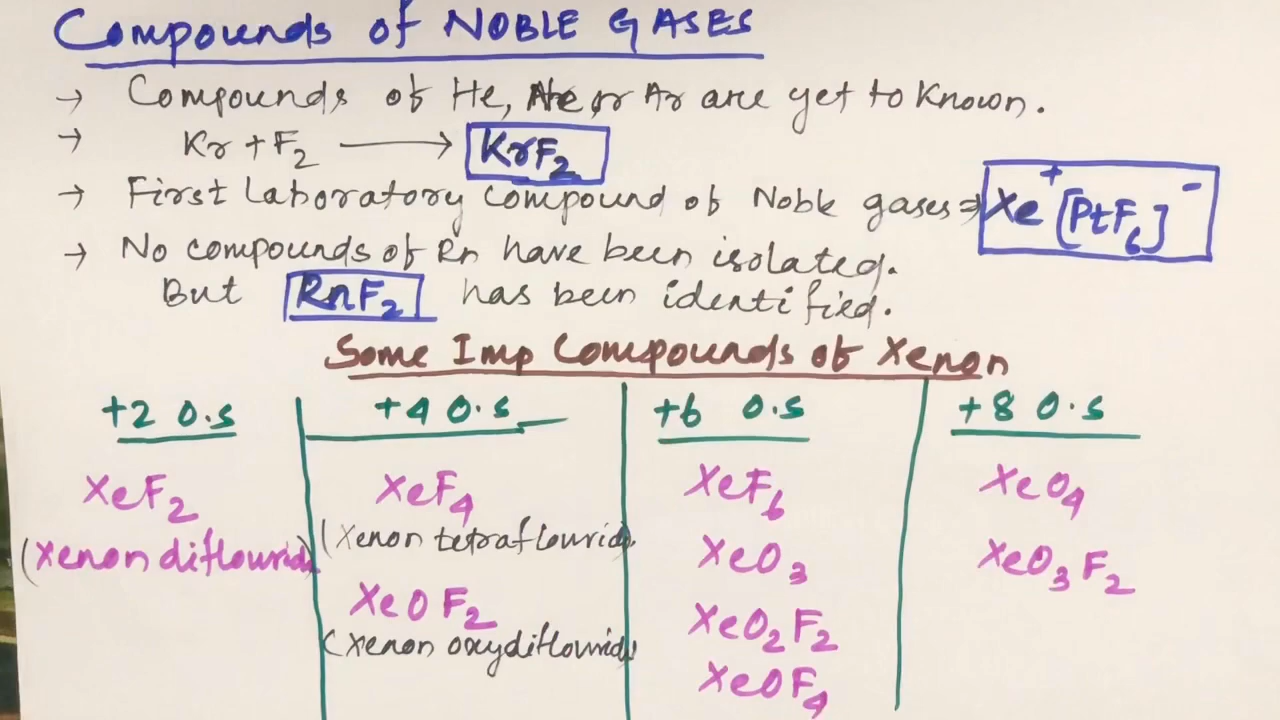 Compounds of NOBLE GASES
→ Compounds of He, Ne, or Ar are yet to known.
→ Kr + F₂ ⟶ KrF₂
→ First laboratory compound of Noble gases ⇒ Xe⁺[PtF₆]⁻
→ No compounds of Rn have been isolated.
But RnF₂ has been identified.
Some Imp Compounds of Xenon
+2 O.S +4 O.S +6 O.S +8 O.S
XeF₂ XeF₄ XeF₆ XeO₄
(Xenon diflouride (Xenon tetraflouride XeO₃ XeO₃F₂
XeOF₂ XeO₂F₂
(Xenon oxydiflouride XeOF₄